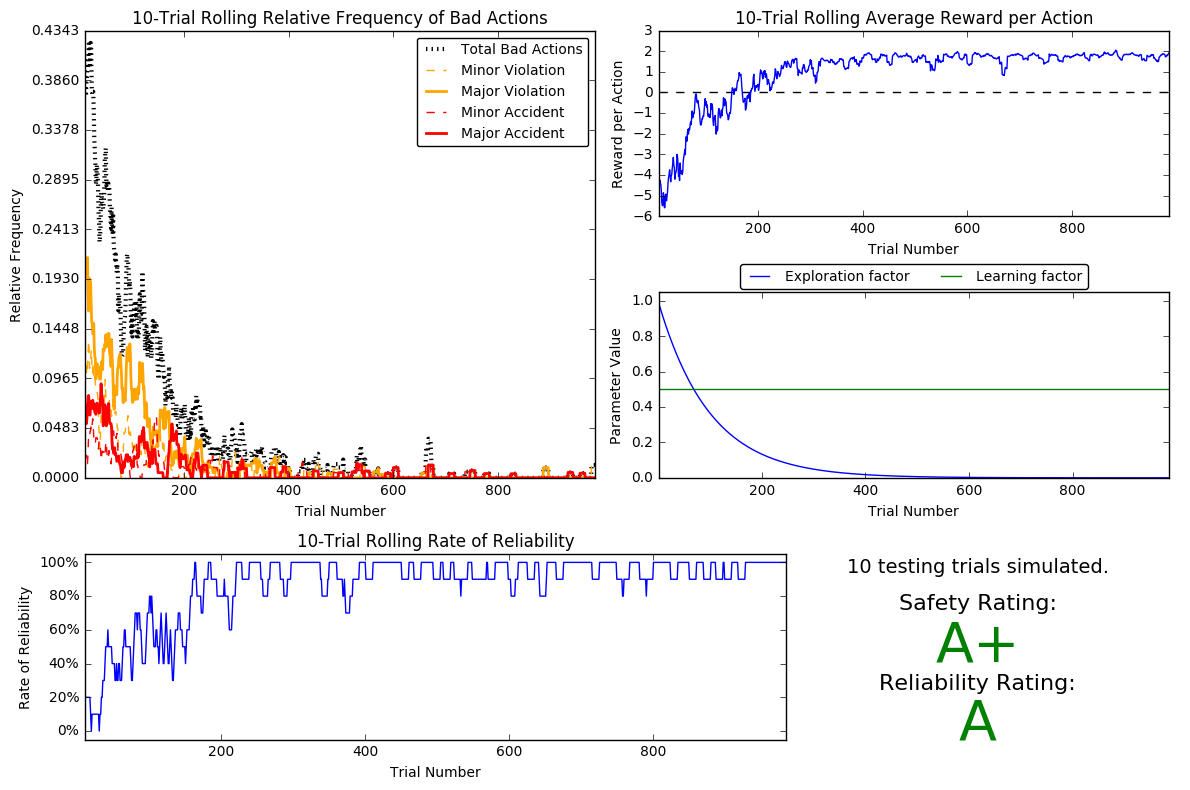 10-Trial Rolling Relative Frequency of Bad Actions
0.4343
0.3860
0.3378
0.2895
0.2413
0.1930
0.1448
0.0965
0.0483
0.0000
Relative Frequency
Total Bad Actions
Minor Violation
Major Violation
Minor Accident
Major Accident
200
400
600
800
Trial Number
10-Trial Rolling Average Reward per Action
3
2
1
0
−1
−2
−3
−4
−5
−6
Reward per Action
200
400
600
800
Trial Number
Exploration factor
Learning factor
1.0
0.8
0.6
0.4
0.2
0.0
Parameter Value
200
400
600
800
Trial Number
10-Trial Rolling Rate of Reliability
100%
80%
60%
40%
20%
0%
Rate of Reliability
200
400
600
800
Trial Number
10 testing trials simulated.
Safety Rating:
A+
Reliability Rating:
A